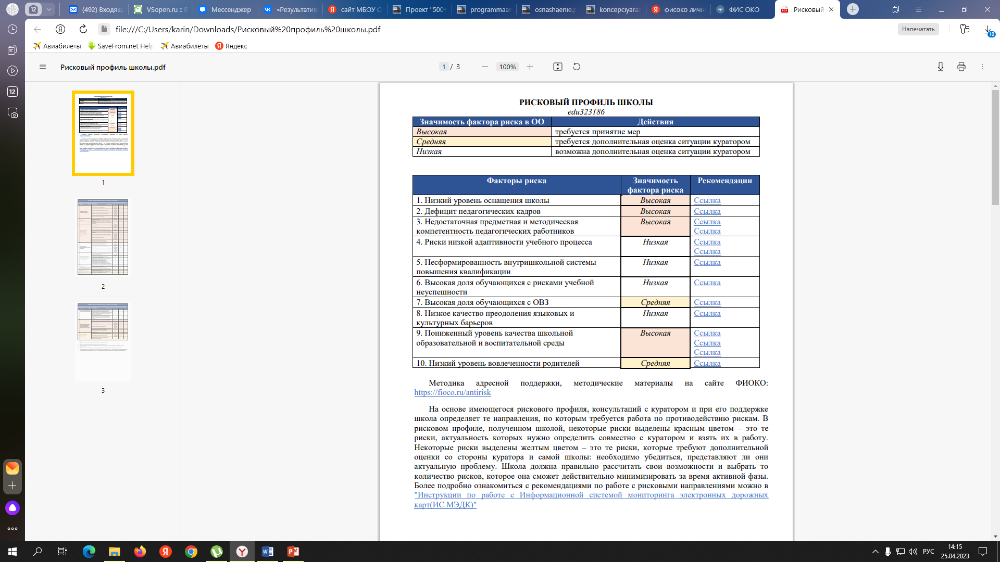 12
(492) Входящ
VSopen.ru :: В
Мессенджер
«Результатив
сайт МБОУ С
Проект "500+
programmaar
osnashaenie.p
koncepciyaraz
фисоко личн
ФИС ОКО
Рисковый
file:///C:/Users/karin/Downloads/Рисковый%20профиль%20школы.pdf
Напечатать
10
Авиабилеты
SaveFrom.net Help
Авиабилеты
Яндекс
Рисковый профиль школы.pdf
1 / 3
100%
12
1
2
3
РИСКОВЫЙ ПРОФИЛЬ ШКОЛЫ
edu323186
Значимость фактора риска в ОО Действия
Высокая требуется принятие мер
Средняя требуется дополнительная оценка ситуации куратором
Низкая возможна дополнительная оценка ситуации куратором
Факторы риска Значимость Рекомендации
фактора риска
1. Низкий уровень оснащения школы Высокая Ссылка
2. Дефицит педагогических кадров Высокая Ссылка
3. Недостаточная предметная и методическая Высокая Ссылка
компетентность педагогических работников Ссылка
4. Риски низкой адаптивности учебного процесса Низкая Ссылка
Ссылка
5. Несформированность внутришкольной системы Низкая Ссылка
повышения квалификации
6. Высокая доля обучающихся с рисками учебной Низкая Ссылка
неуспешности
7. Высокая доля обучающихся с ОВЗ Средняя Ссылка
8. Низкое качество преодоления языковых и Низкая Ссылка
культурных барьеров
9. Пониженный уровень качества школьной Высокая Ссылка
образовательной и воспитательной среды Ссылка
Ссылка
10. Низкий уровень вовлеченности родителей Средняя Ссылка
Методика адресной поддержки, методические материалы на сайте ФИОКО:
https://fioco.ru/antirisk
На основе имеющегося рискового профиля, консультаций с куратором и при его поддержке
школа определяет те направления, по которым требуется работа по противодействию рискам. В
рисковом профиле, полученном школой, некоторые риски выделены красным цветом – это те
риски, актуальность которых нужно определить совместно с куратором и взять их в работу.
Некоторые риски выделены желтым цветом – это те риски, которые требуют дополнительной
оценки со стороны куратора и самой школы: необходимо убедиться, представляют ли они
актуальную проблему. Школа должна правильно рассчитать свои возможности и выбрать то
количество рисков, которое она сможет действительно минимизировать за время активной фазы.
Более подробно ознакомиться с рекомендациями по работе с рисковыми направлениями можно в
"Инструкции по работе с Информационной системой мониторинга электронных дорожных
карт(ИС МЭДК)"
РУС
14:15
25.04.2023